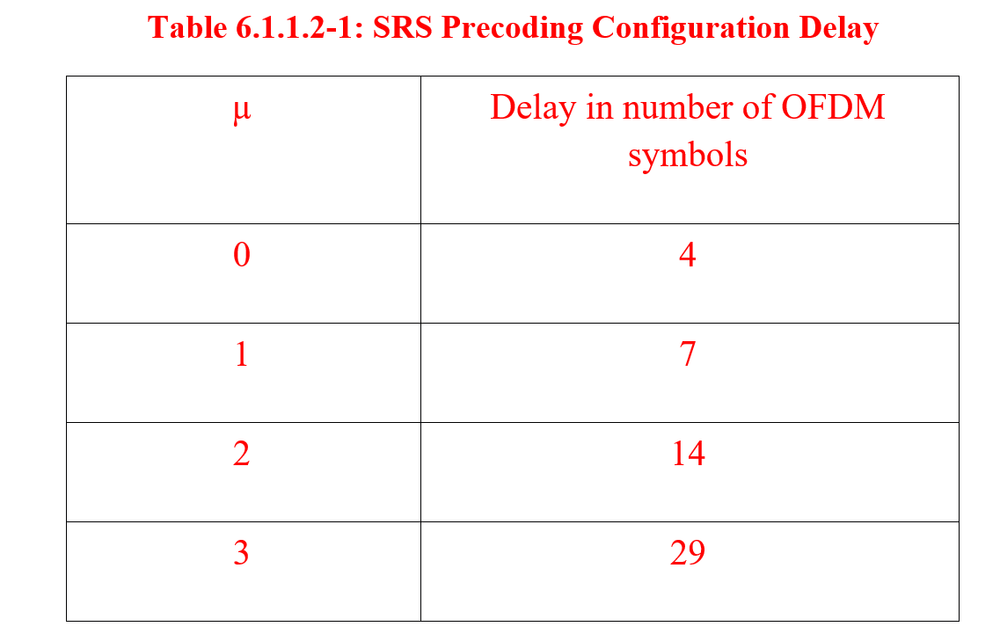 Table 6.1.1.2-1: SRS Precoding Configuration Delay
μ
Delay in number of OFDM
symbols
0 4
1 7
2 14
3 29